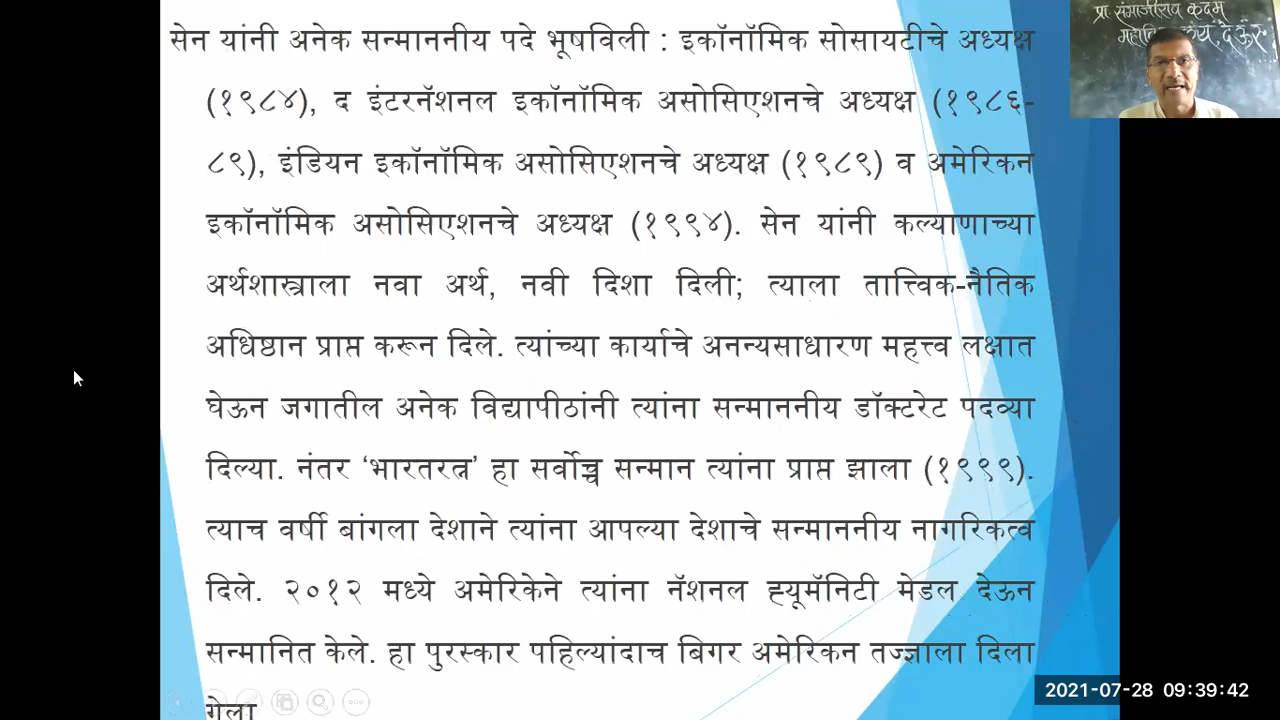 सेन यांनी अनेक सन्माननीय पदे भूषविली : इकॉनॉमिक सोसायटीचे अध्यक्ष
(१९८४), द इंटरनॅशनल इकॉनॉमिक असोसिएशनचे अध्यक्ष (१९८६-
८९), इंडियन इकॉनॉमिक असोसिएशनचे अध्यक्ष (१९८९) व अमेरिकन
इकॉनॉमिक असोसिएशनचे अध्यक्ष (१९९४). सेन यांनी कल्याणाच्या
अर्थशास्त्राला नवा अर्थ, नवी दिशा दिली; त्याला तात्त्विक-नैतिक
अधिष्ठान प्राप्त करून दिले. त्यांच्या कार्याचे अनन्यसाधारण महत्त्व लक्षात
घेऊन जगातील अनेक विद्यापीठांनी त्यांना सन्माननीय डॉक्टरेट पदव्या
दिल्या. नंतर ‘भारतरत्न’ हा सर्वोच्च सन्मान त्यांना प्राप्त झाला (१९९९).
त्याच वर्षी बांगला देशाने त्यांना आपल्या देशाचे सन्माननीय नागरिकत्व
दिले. २०१२ मध्ये अमेरिकेने त्यांना नॅशनल ह्यूमॅनिटी मेडल देऊन
सन्मानित केले. हा पुरस्कार पहिल्यांदाच बिगर अमेरिकन तज्ज्ञाला दिला
गेला
प्रा. संभाजीराव कदम
देऊर
2021-07-28 09:39:42